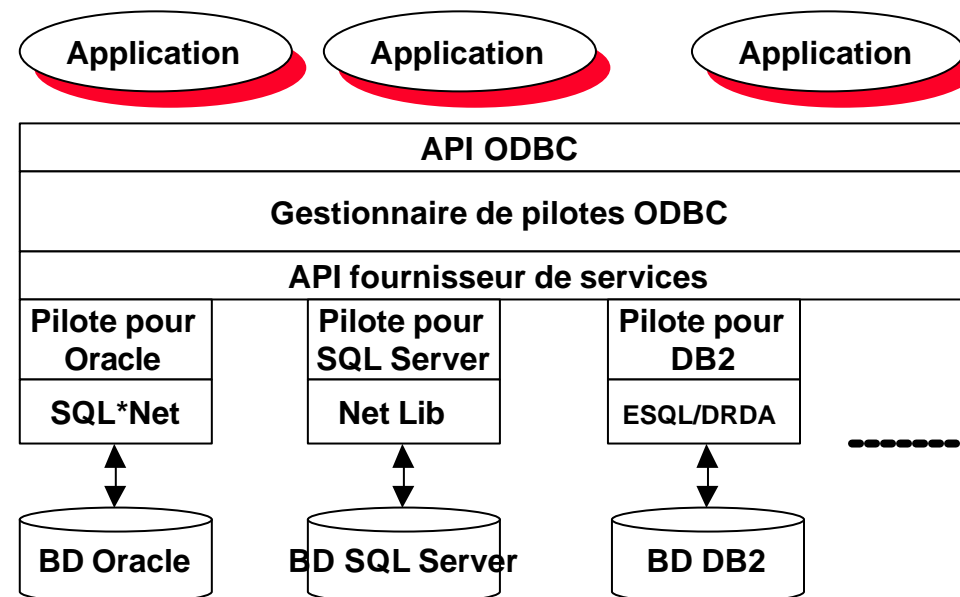 Application
Application
Application
API ODBC
Gestionnaire de pilotes ODBC
API fournisseur de services
Pilote pour
Oracle
Pilote pour
SQL Server
Pilote pour
DB2
SQL*Net
Net Lib
ESQL/DRDA
BD Oracle
BD SQL Server
BD DB2